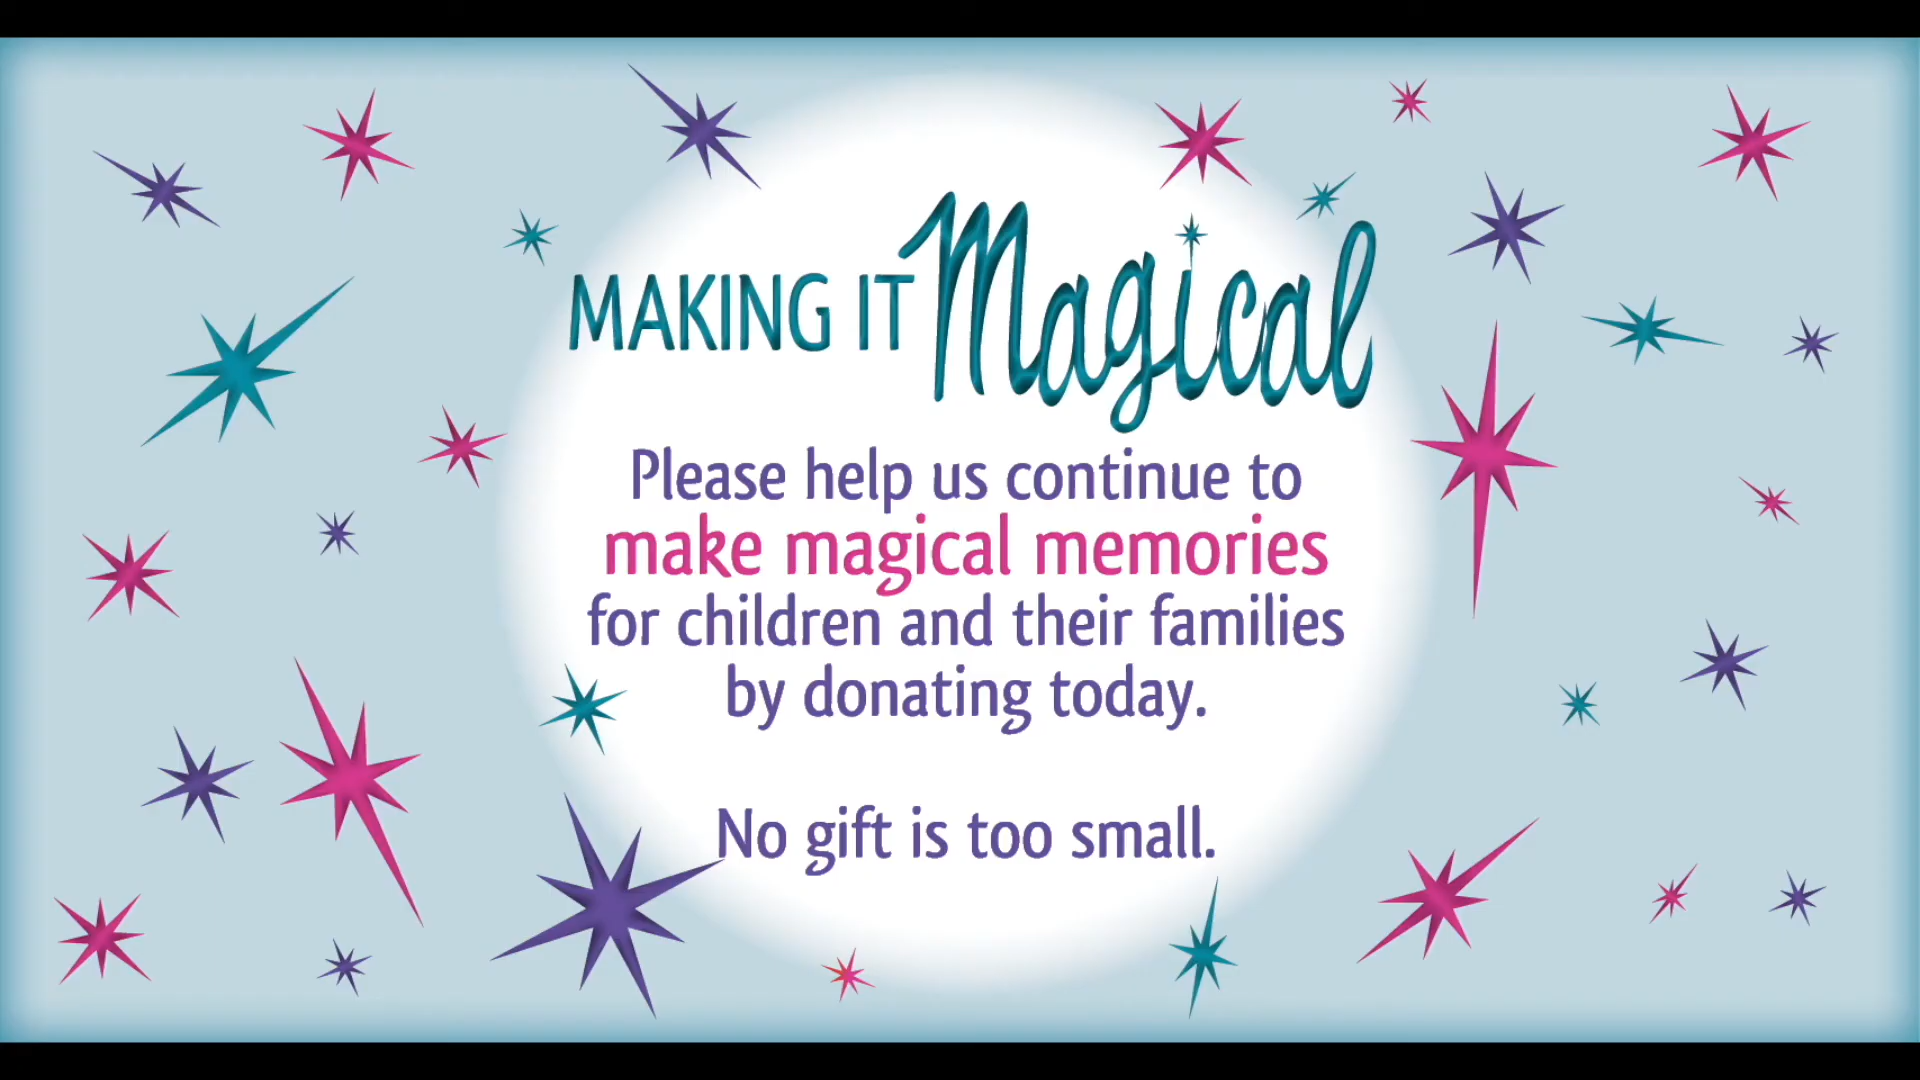 MAKING IT Magical
Please help us continue to
make magical memories
for children and their families
by donating today.
No gift is too small.